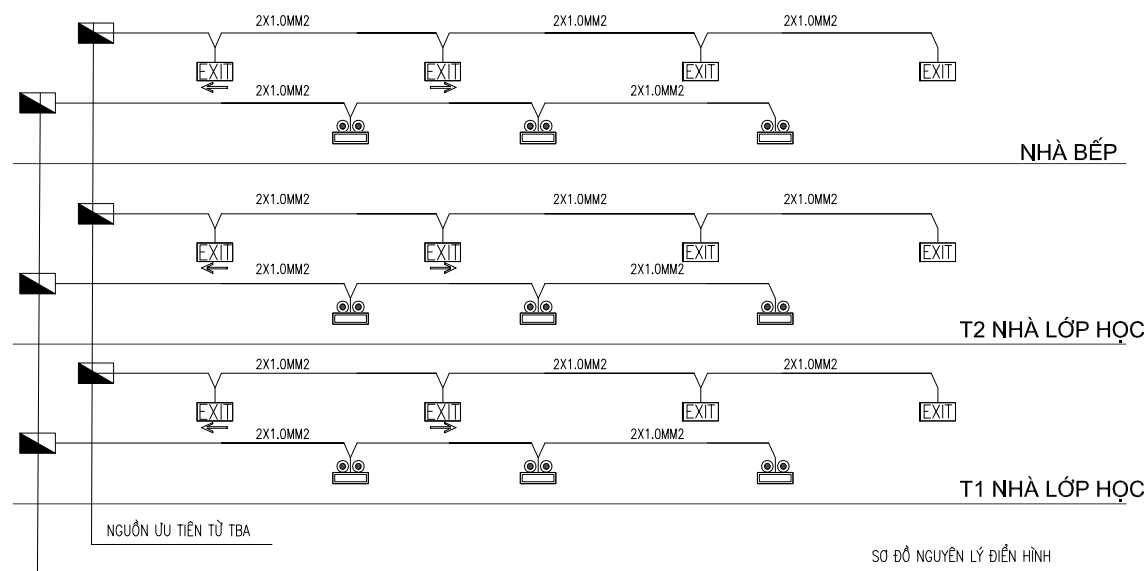 2X1.0MM2 2X1.0MM2 2X1.0MM2
EXIT EXIT EXIT EXIT
2X1.0MM2 2X1.0MM2
NHÀ BẾP
2X1.0MM2 2X1.0MM2 2X1.0MM2
EXIT EXIT EXIT EXIT
2X1.0MM2 2X1.0MM2
T2 NHÀ LỚP HỌC
2X1.0MM2 2X1.0MM2 2X1.0MM2
EXIT EXIT EXIT EXIT
2X1.0MM2 2X1.0MM2
T1 NHÀ LỚP HỌC
NGUỒN ƯU TIÊN TỪ TBA
SƠ ĐỒ NGUYÊN LÝ ĐIỂN HÌNH